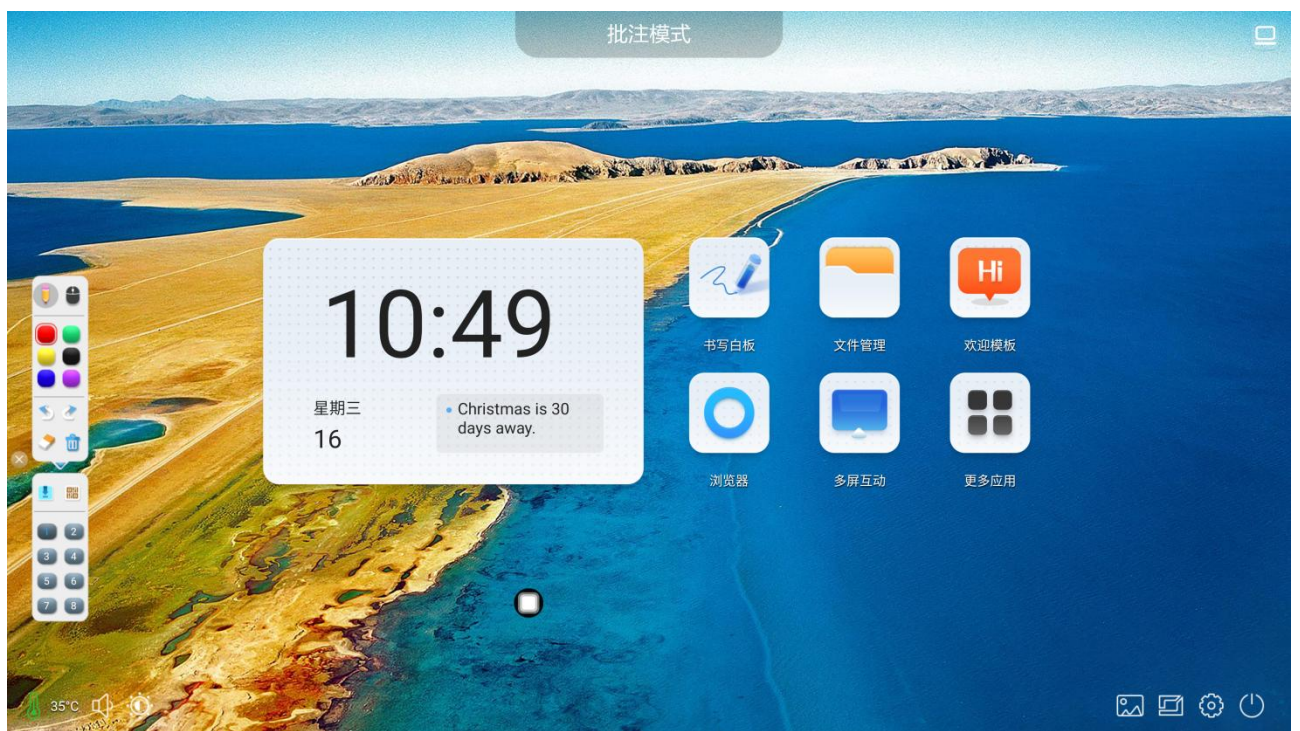 批注模式
10:49
星期三
16
Christmas is 30
days away.
Hi
书写白板
文件管理
欢迎模板
浏览器
多屏互动
更多应用
1 2
3 4
5 6
7 8
35°C